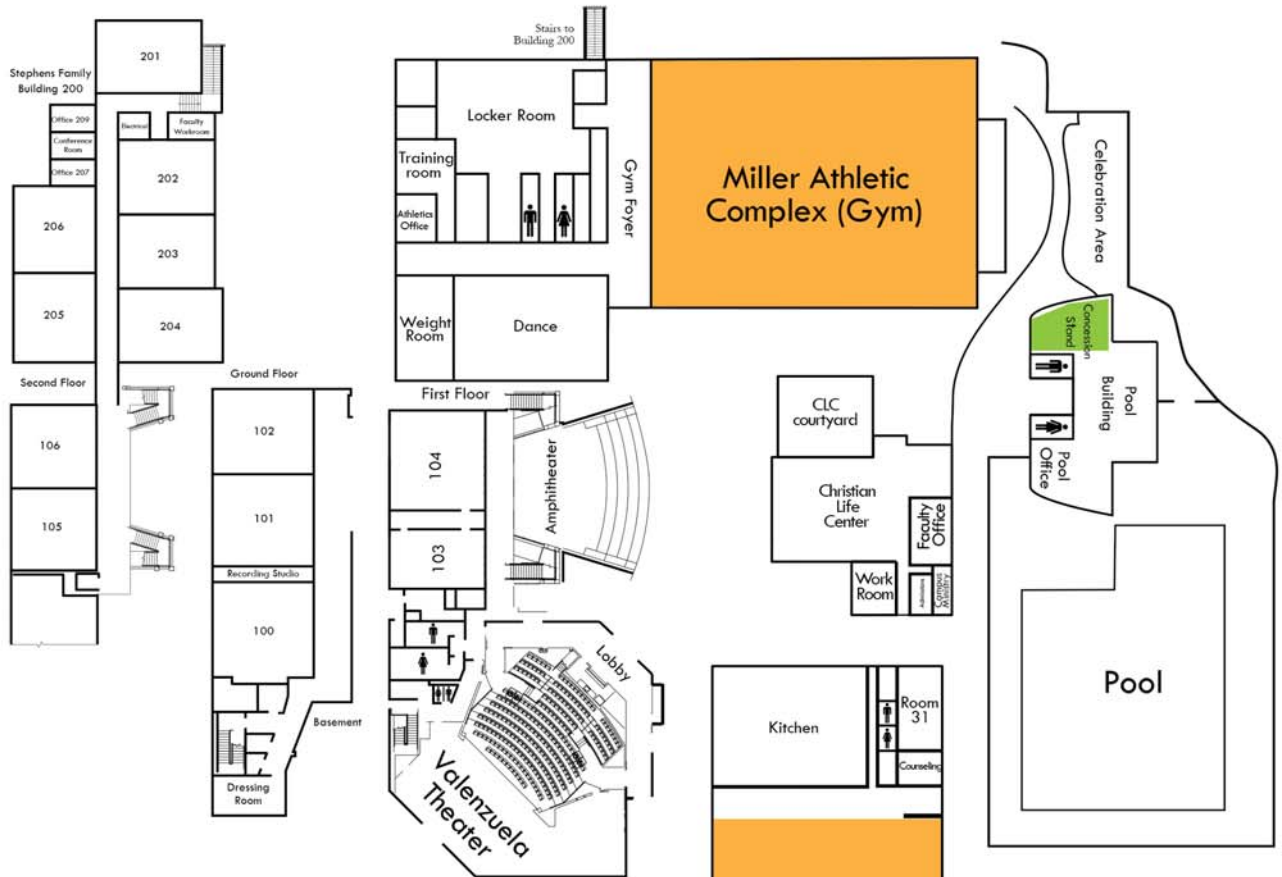 201
Stephens Family
Building 200
Office 209
Conference
Room
Office 207
Electrical
Faculty
Workroom
202
206
203
205
204
Second Floor
106
105
Ground Floor
102
101
Recording Studio
100
Basement
Dressing
Room
Stairs to
Building 200
Locker Room
Training
room
Athletics
Office
Gym Foyer
Weight
Room
Dance
First Floor
104
103
Amphitheater
Lobby
Valenzuela
Theater
Miller Athletic
Complex (Gym)
Celebration Area
Concession
Stand
Pool
Building
Pool
Office
Pool
CLC
courtyard
Christian
Life
Center
Faculty
Office
Work
Room
Campus
Ministry
Kitchen
Room
31
Counseling